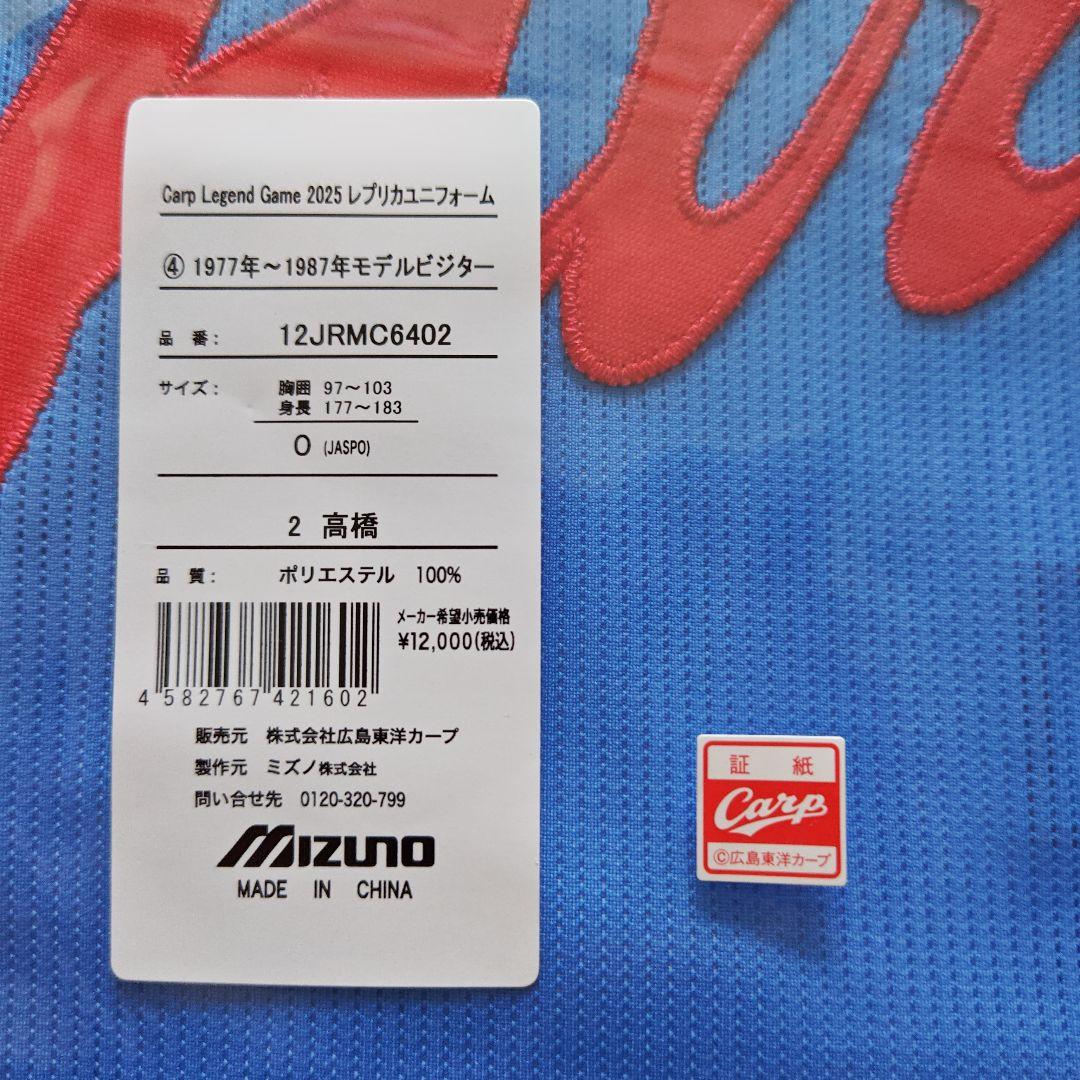 Carp Legend Game 2025 レプリカユニフォーム
④ 1977年～1987年モデルビジター
品 番： 12JRMC6402
サイズ： 胸囲 97～103
身長 177～183
O (JASPO)
2 高橋
品 質： ポリエステル 100%
メーカー希望小売価格
¥12,000(税込)
4 582767 421602
販売元 株式会社広島東洋カープ
製作元 ミズノ株式会社
問い合せ先 0120-320-799
MIZUNO
MADE IN CHINA
証 紙
Carp
©広島東洋カープ